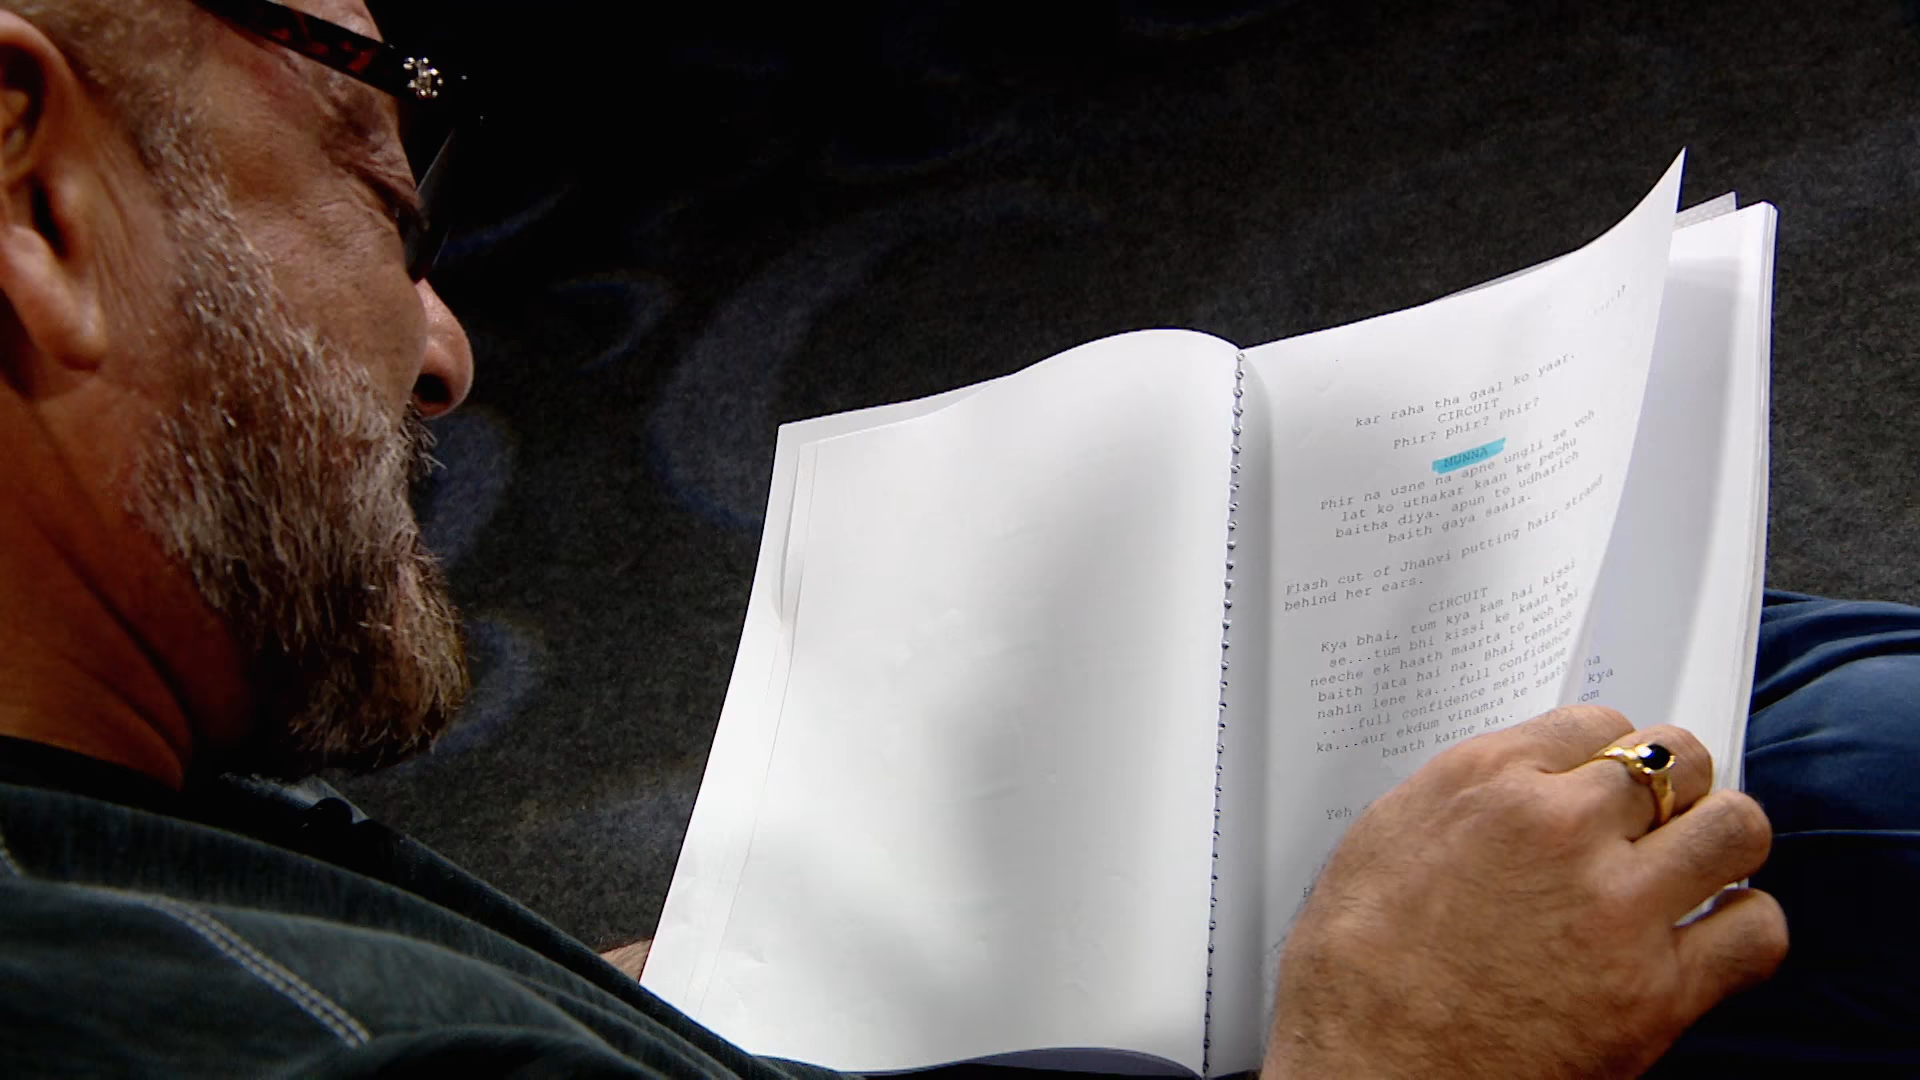 kar raha tha gaal ko yaar.
CIRCUIT
Phir? phir? Phir?
MUNNA
Phir na usne na apne ungli se voh
lat ko uthakar kaan ke pechu
baitha diya. apun to udharich
baith gaya saala.
Flash cut of Jhanvi putting hair strand
behind her ears.
CIRCUIT
Kya bhai, tum kya kam hai kissi
se...tum bhi kissi ke kaan ke
neeche ek haath maarta to woh bhi
baith jata hai na. Bhai tension
nahin lene ka...full confidence
....full confidence mein jaane
ka...aur ekdum vinamra ke saath
baath karne ka..
Yeh
na
kya
oom